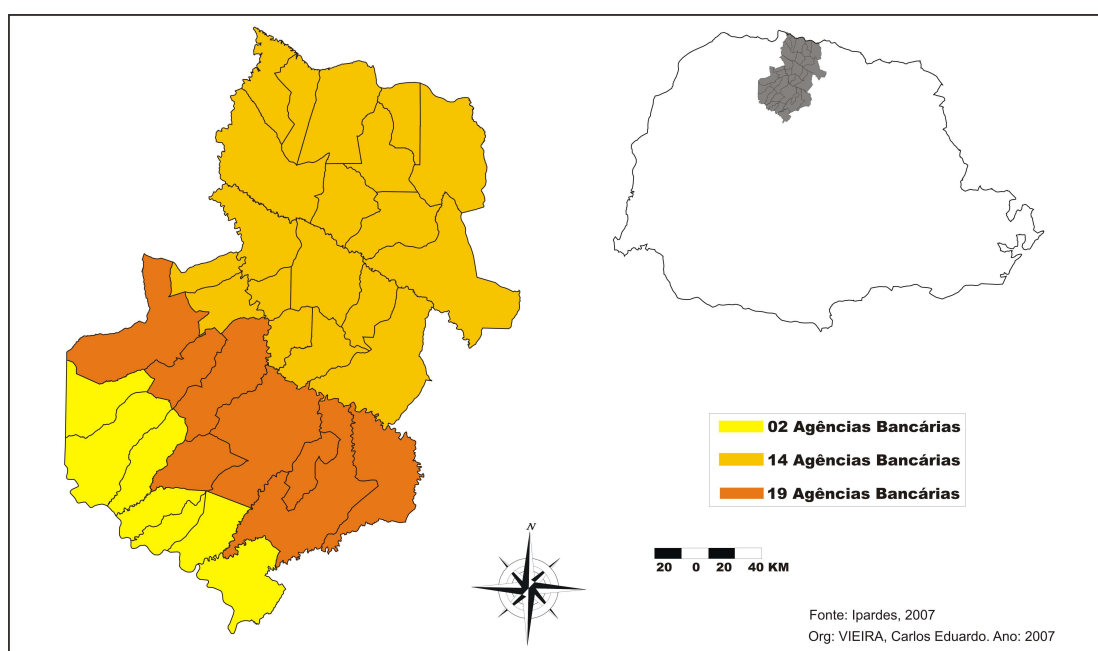 02 Agências Bancárias
14 Agências Bancárias
19 Agências Bancárias
N
20 0 20 40 KM
Fonte: Ipardes, 2007
Org: VIEIRA, Carlos Eduardo. Ano: 2007